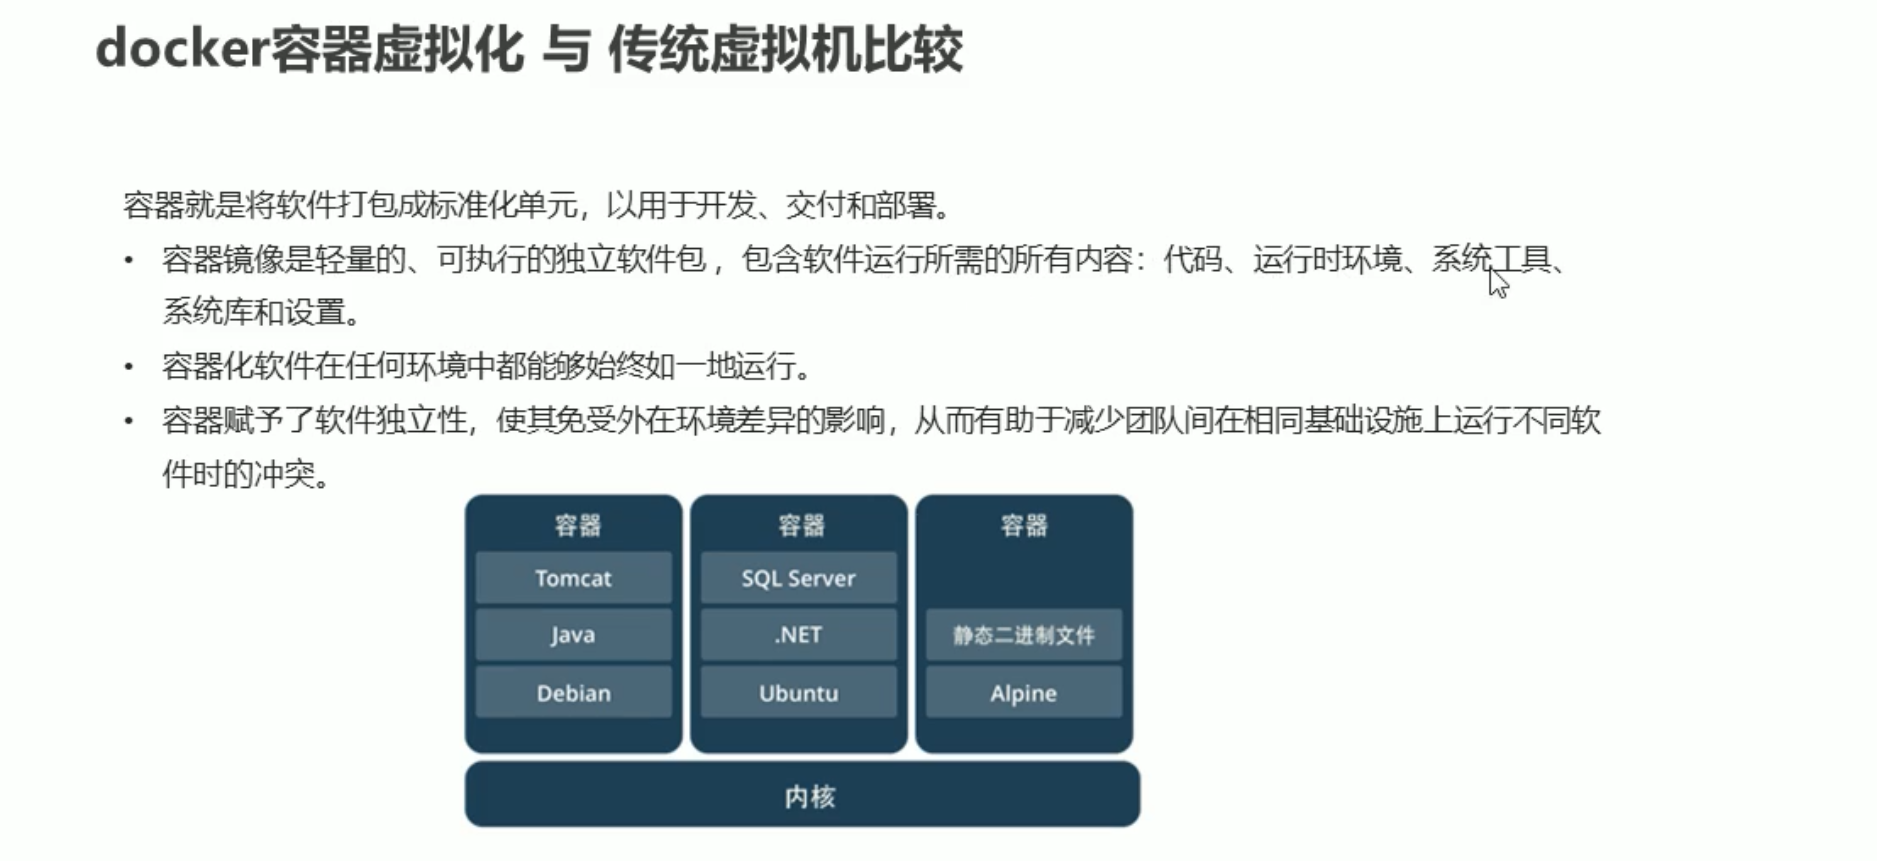 docker容器虚拟化 与 传统虚拟机比较
容器就是将软件打包成标准化单元，以用于开发、交付和部署。
• 容器镜像是轻量的、可执行的独立软件包 ，包含软件运行所需的所有内容：代码、运行时环境、系统工具、
系统库和设置。
• 容器化软件在任何环境中都能够始终如一地运行。
• 容器赋予了软件独立性，使其免受外在环境差异的影响，从而有助于减少团队间在相同基础设施上运行不同软
件时的冲突。
容器
Tomcat
Java
Debian
容器
SQL Server
.NET
Ubuntu
容器
静态二进制文件
Alpine
内核